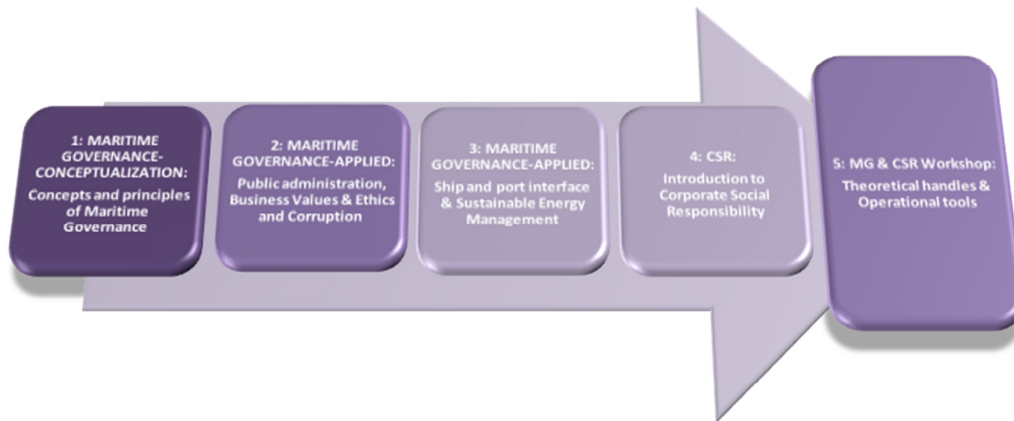 1: MARITIME
GOVERNANCE-
CONCEPTUALIZATION:
Concepts and principles
of Maritime
Governance
2: MARITIME
GOVERNANCE-APPLIED:
Public administration,
Business Values & Ethics
and Corruption
3: MARITIME
GOVERNANCE-APPLIED:
Ship and port interface
& Sustainable Energy
Management
4: CSR:
Introduction to
Corporate Social
Responsibility
5: MG & CSR Workshop:
Theoretical handles &
Operational tools